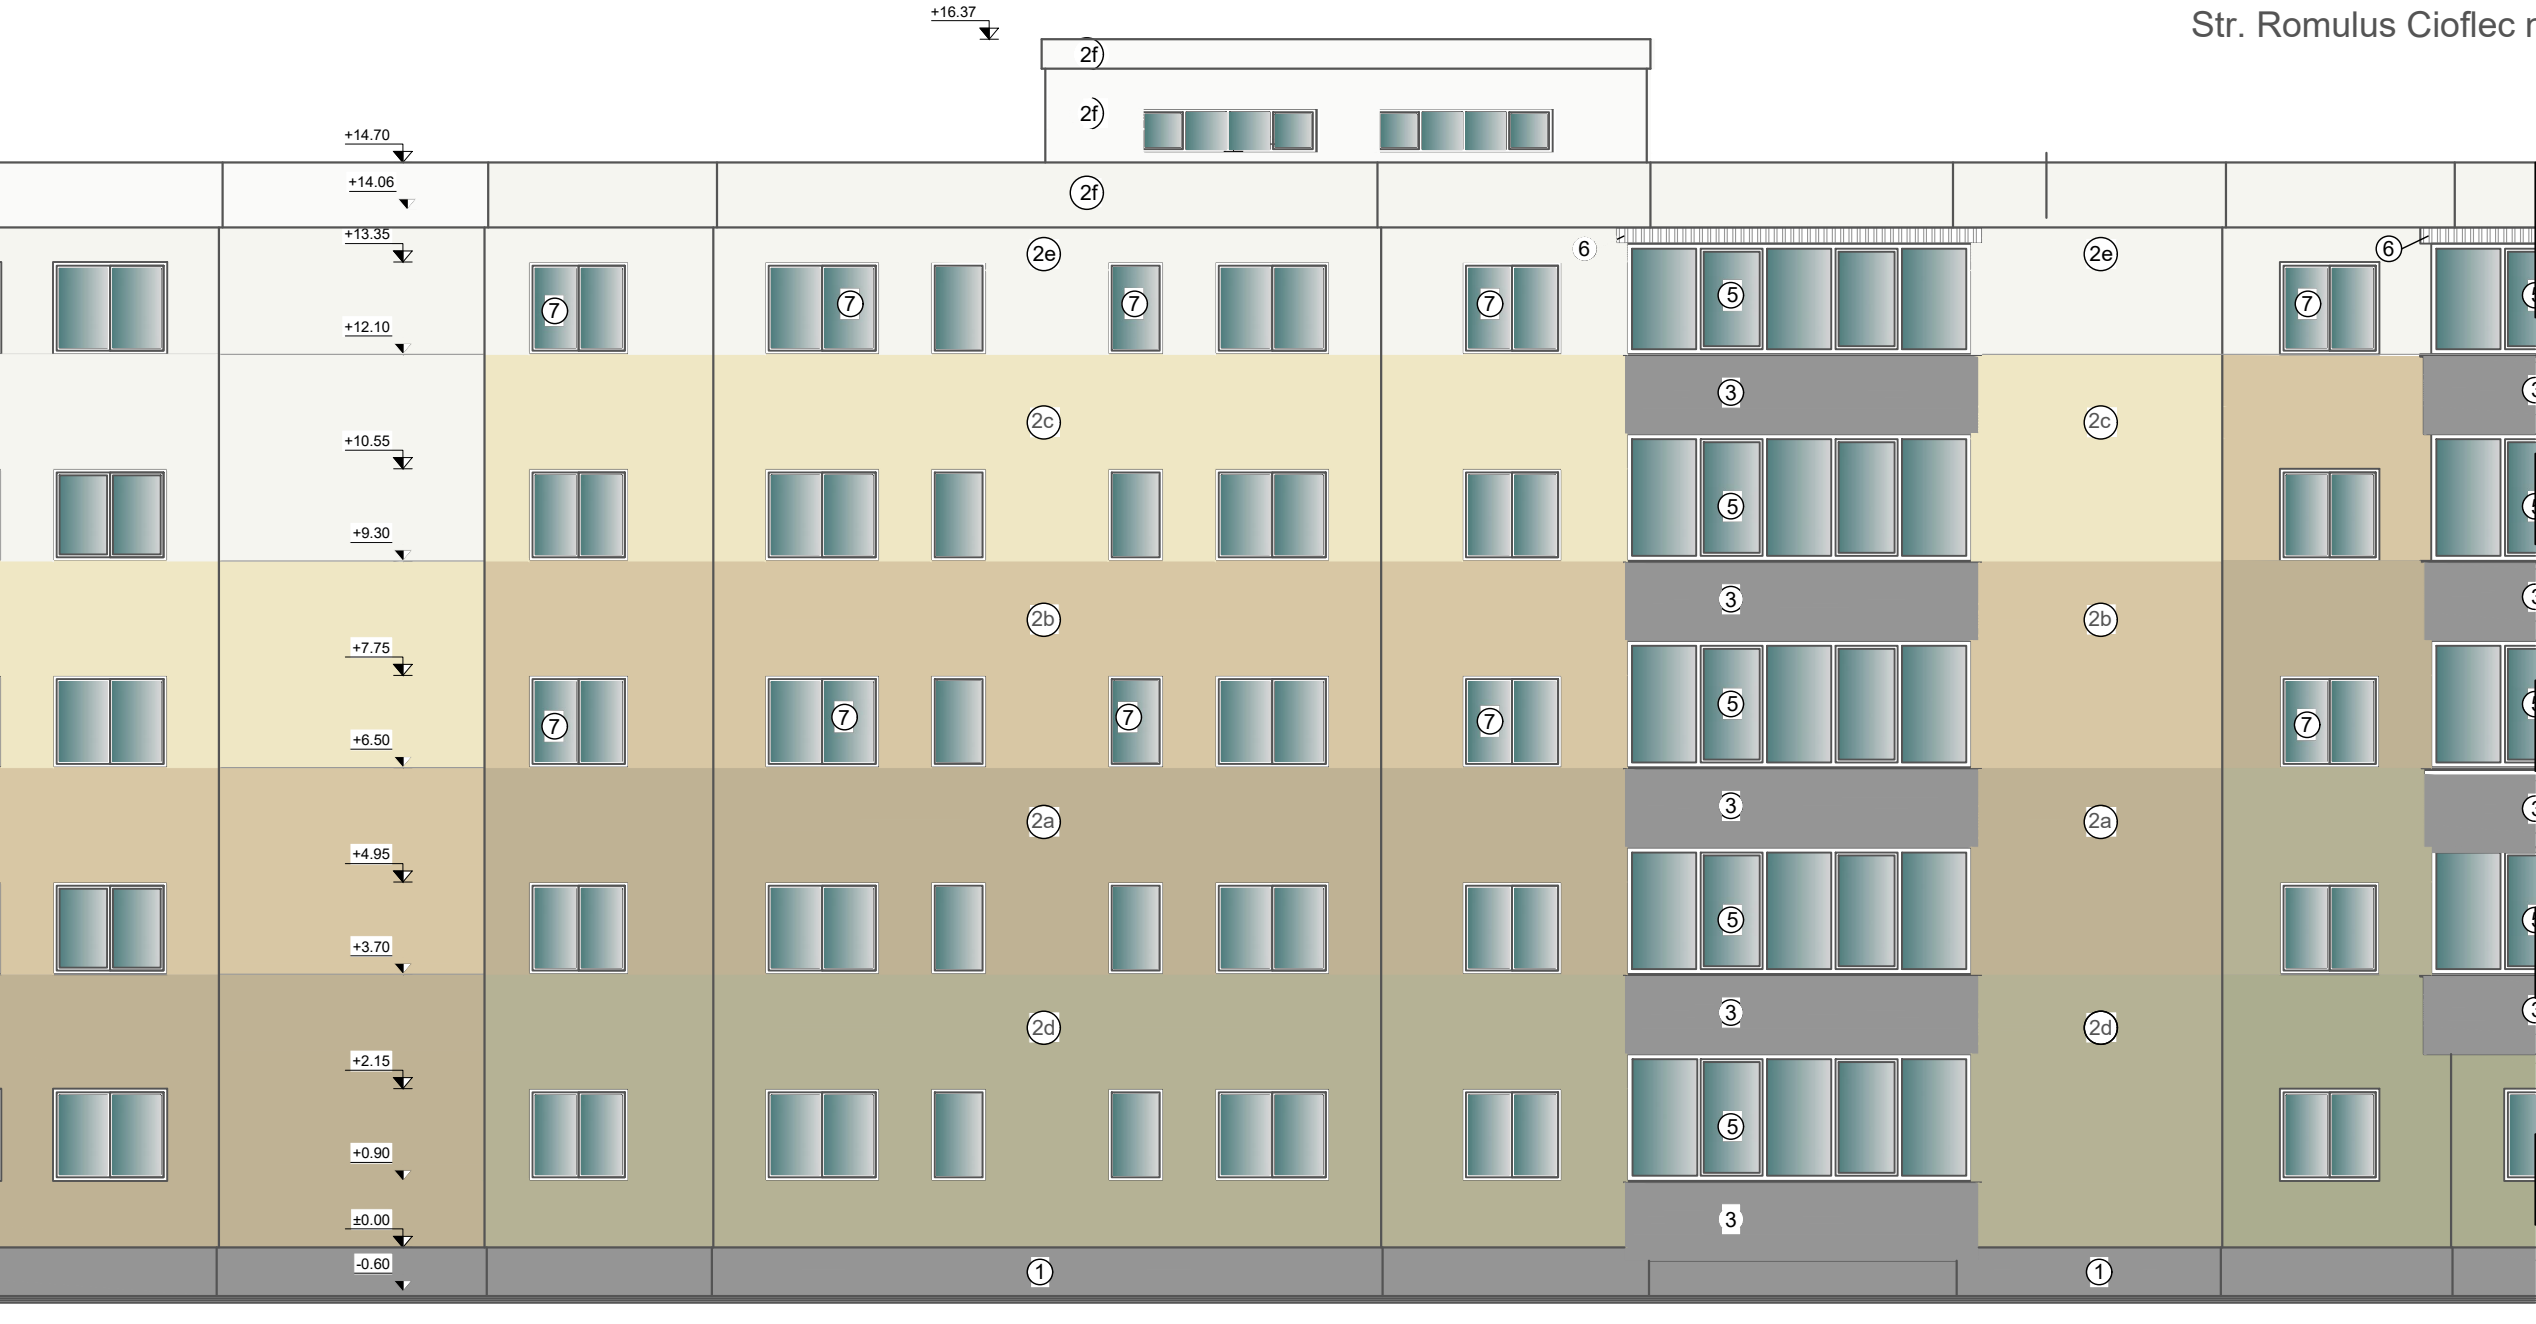 +16.37
Str. Romulus Cioflec
2f
2f
+14.70
+14.06
2f
+13.35
2e
6
2e
6
7
7
7
7
5
7
+12.10
3
2c
2c
+10.55
5
+9.30
3
2b
2b
+7.75
7
7
7
7
5
7
+6.50
3
2a
2a
+4.95
5
+3.70
3
2d
2d
+2.15
5
+0.90
±0.00
3
-0.60
1
1